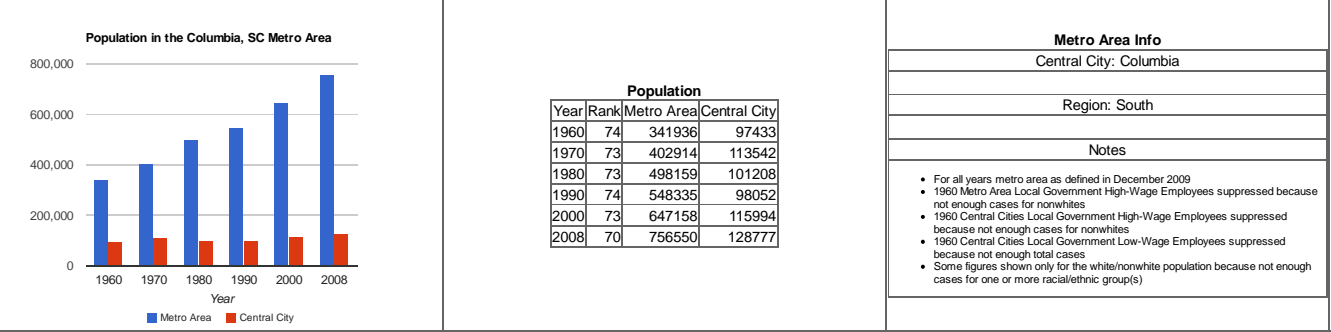 Population in the Columbia, SC Metro Area
800,000
600,000
400,000
200,000
0
1960 1970 1980 1990 2000 2008
Year
Metro Area Central City
Population
Year Rank Metro Area Central City
1960 74 341936 97433
1970 73 402914 113542
1980 73 498159 101208
1990 74 548335 98052
2000 73 647158 115994
2008 70 756550 128777
Metro Area Info
Central City: Columbia
Region: South
Notes
• For all years metro area as defined in December 2009
• 1960 Metro Area Local Government High-Wage Employees suppressed because
not enough cases for nonwhites
• 1960 Central Cities Local Government High-Wage Employees suppressed
because not enough cases for nonwhites
• 1960 Central Cities Local Government Low-Wage Employees suppressed
because not enough total cases
• Some figures shown only for the white/nonwhite population because not enough
cases for one or more racial/ethnic group(s)